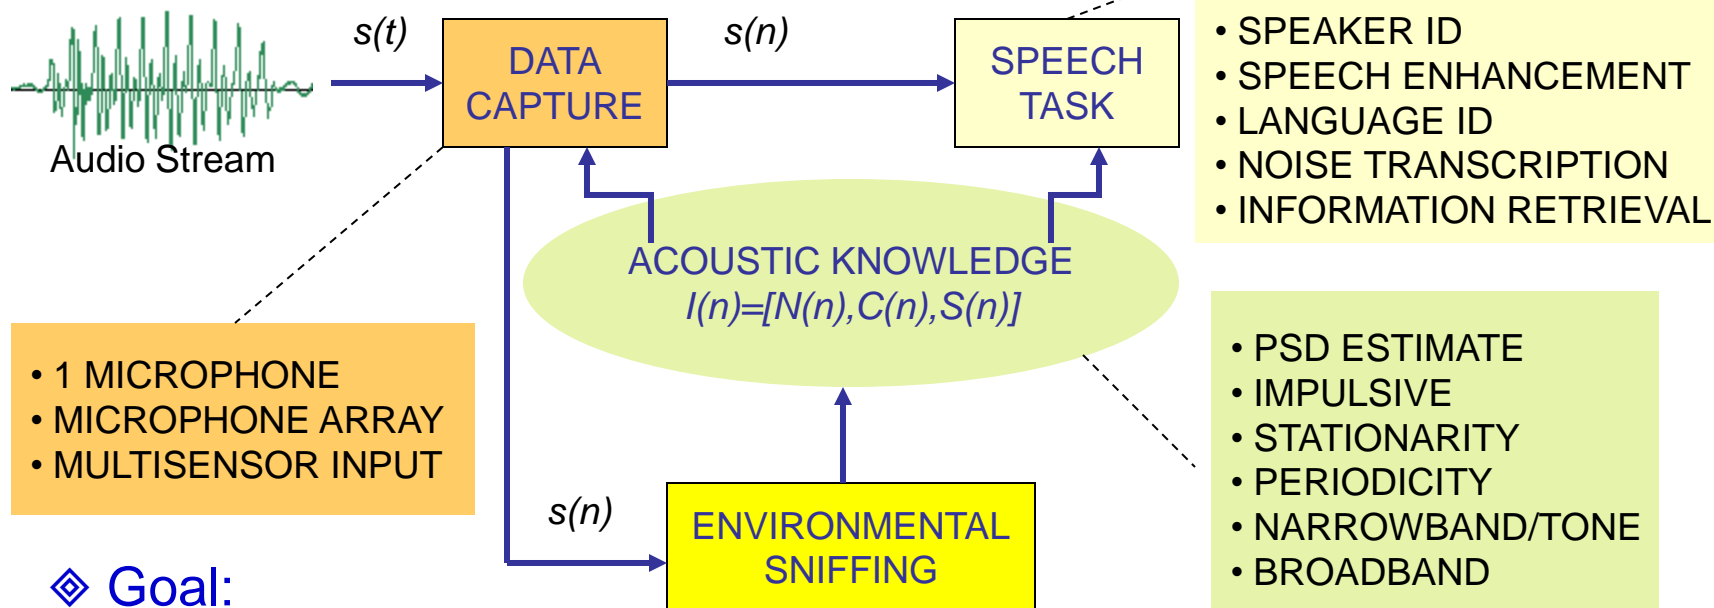 s(t)
s(n)
DATA
CAPTURE
SPEECH
TASK
• SPEAKER ID
• SPEECH ENHANCEMENT
• LANGUAGE ID
• NOISE TRANSCRIPTION
• INFORMATION RETRIEVAL
Audio Stream
ACOUSTIC KNOWLEDGE
I(n)=[N(n),C(n),S(n)]
• 1 MICROPHONE
• MICROPHONE ARRAY
• MULTISENSOR INPUT
• PSD ESTIMATE
• IMPULSIVE
• STATIONARITY
• PERIODICITY
• NARROWBAND/TONE
• BROADBAND
s(n)
ENVIRONMENTAL
SNIFFING
Goal: